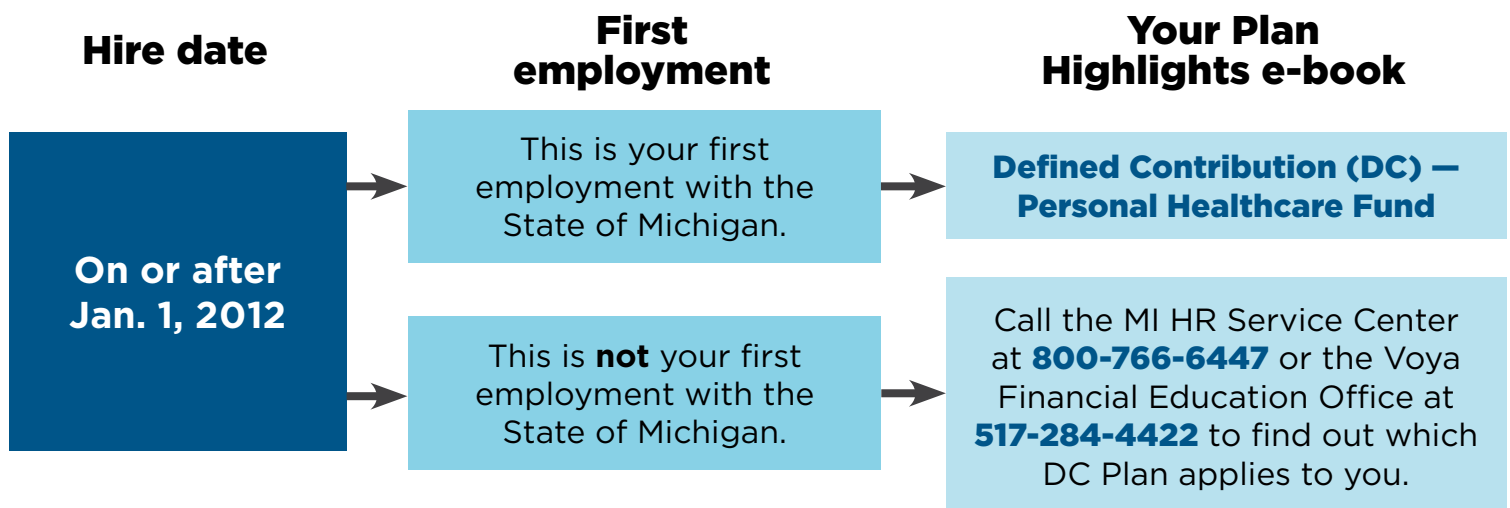 Hire date
First
employment
Your Plan
Highlights e-book
On or after
Jan. 1, 2012
This is your first
employment with the
State of Michigan.
Defined Contribution (DC) —
Personal Healthcare Fund
This is not your first
employment with the
State of Michigan.
Call the MI HR Service Center
at 800-766-6447 or the Voya
Financial Education Office at
517-284-4422 to find out which
DC Plan applies to you.